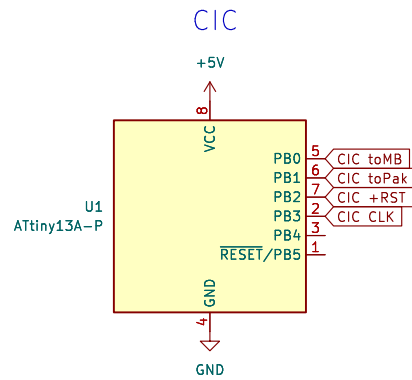 CIC
+5V
8
VCC
PB0 5 CIC toMB
PB1 6 CIC toPak
PB2 7 CIC +RST
U1
PB3 2 CIC CLK
ATtiny13A-P
PB4 3
RESET/PB5 1
GND
4
GND